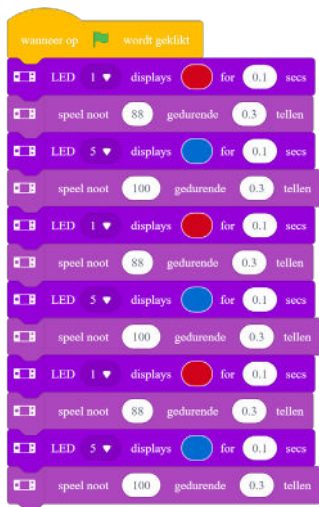 wanneer op wordt geklikt
LED 1 displays for 0.1 secs
speel noot 88 gedurende 0.3 tellen
LED 5 displays for 0.1 secs
speel noot 100 gedurende 0.3 tellen
LED 1 displays for 0.1 secs
speel noot 88 gedurende 0.3 tellen
LED 5 displays for 0.1 secs
speel noot 100 gedurende 0.3 tellen
LED 1 displays for 0.1 secs
speel noot 88 gedurende 0.3 tellen
LED 5 displays for 0.1 secs
speel noot 100 gedurende 0.3 tellen